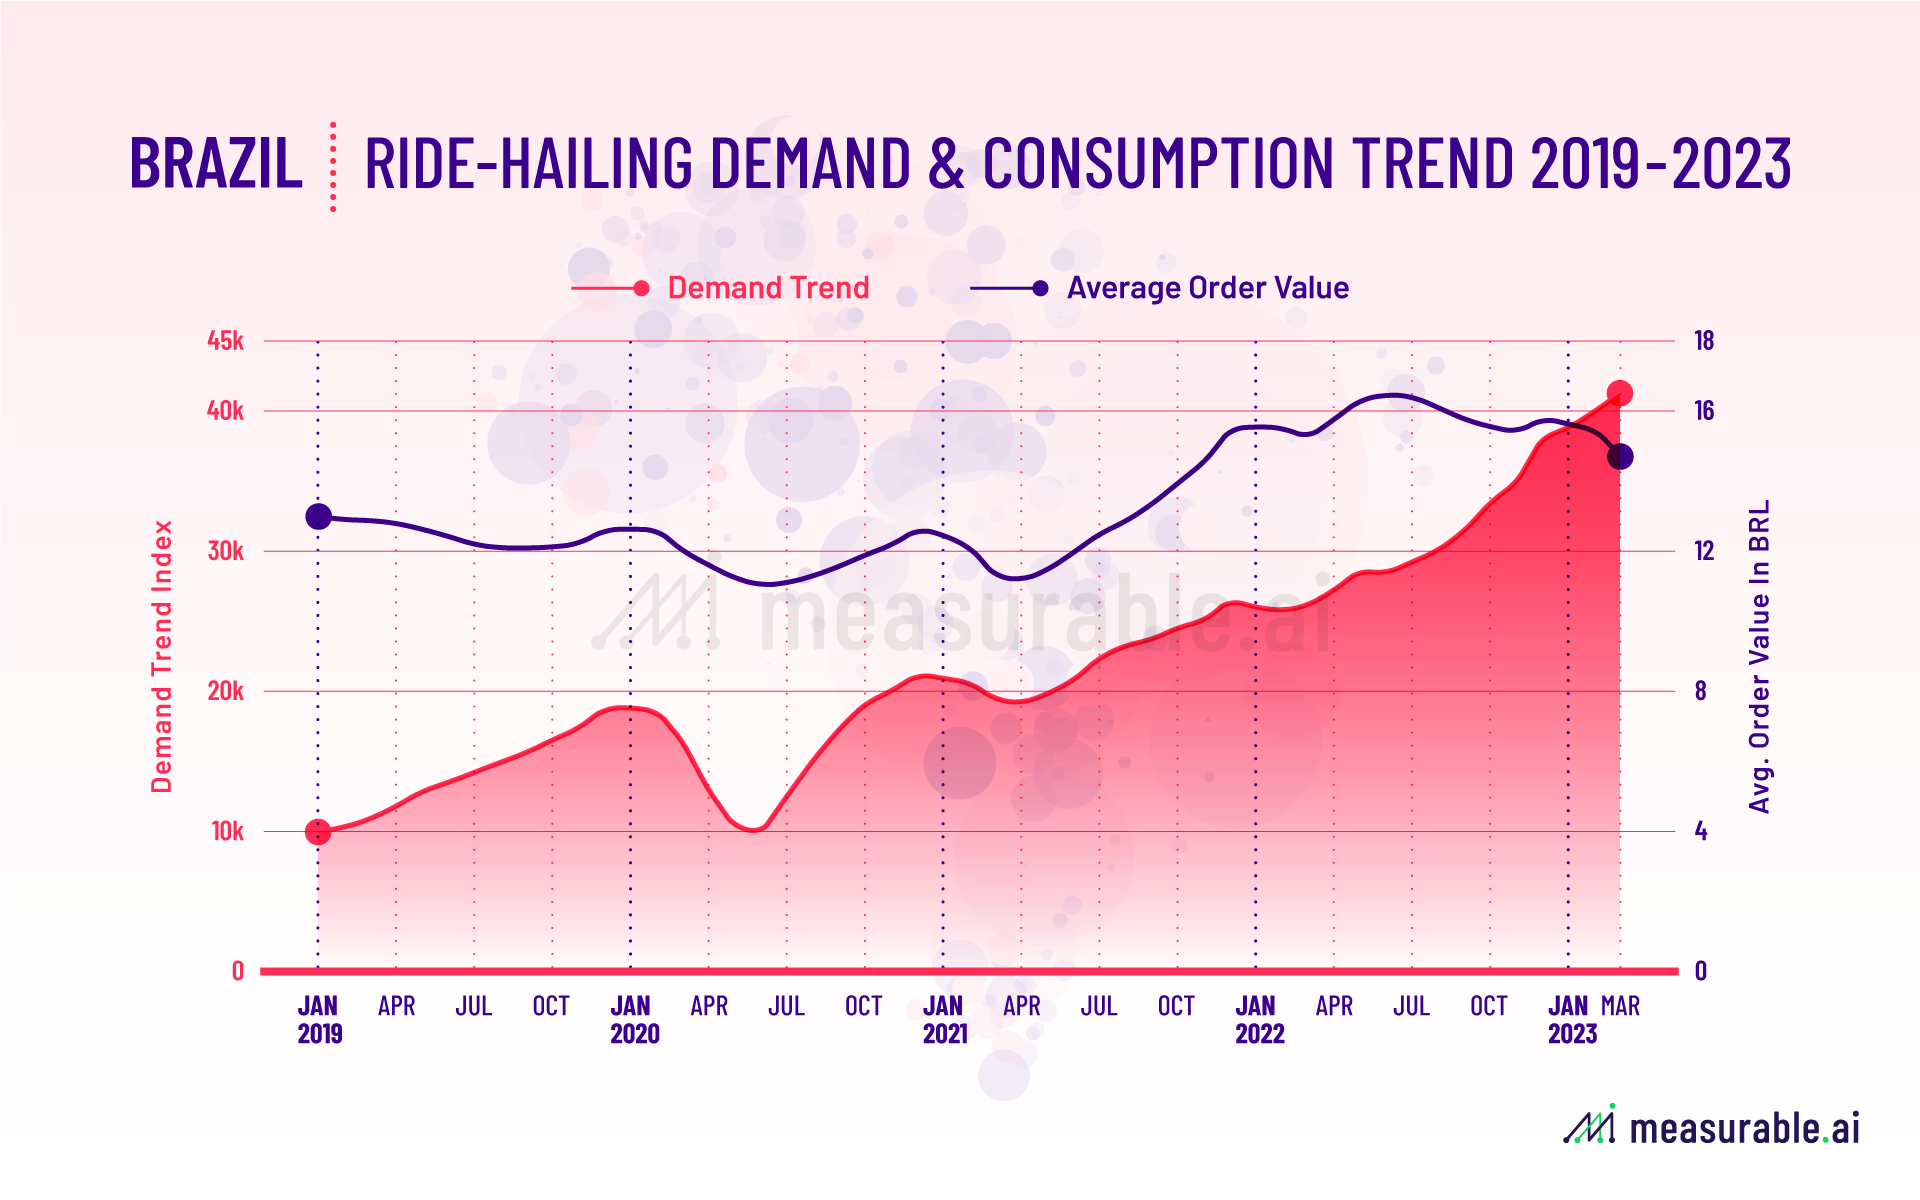 BRAZIL RIDE-HAILING DEMAND & CONSUMPTION TREND 2019-2023
Demand Trend Average Order Value
45k 18
40k 16
30k 12
20k 8
10k 4
0 0
Demand Trend Index
Avg. Order Value In BRL
measurable.ai
JAN APR JUL OCT JAN APR JUL OCT JAN APR JUL OCT JAN APR JUL OCT JAN MAR
2019 2020 2021 2022 2023
measurable.ai